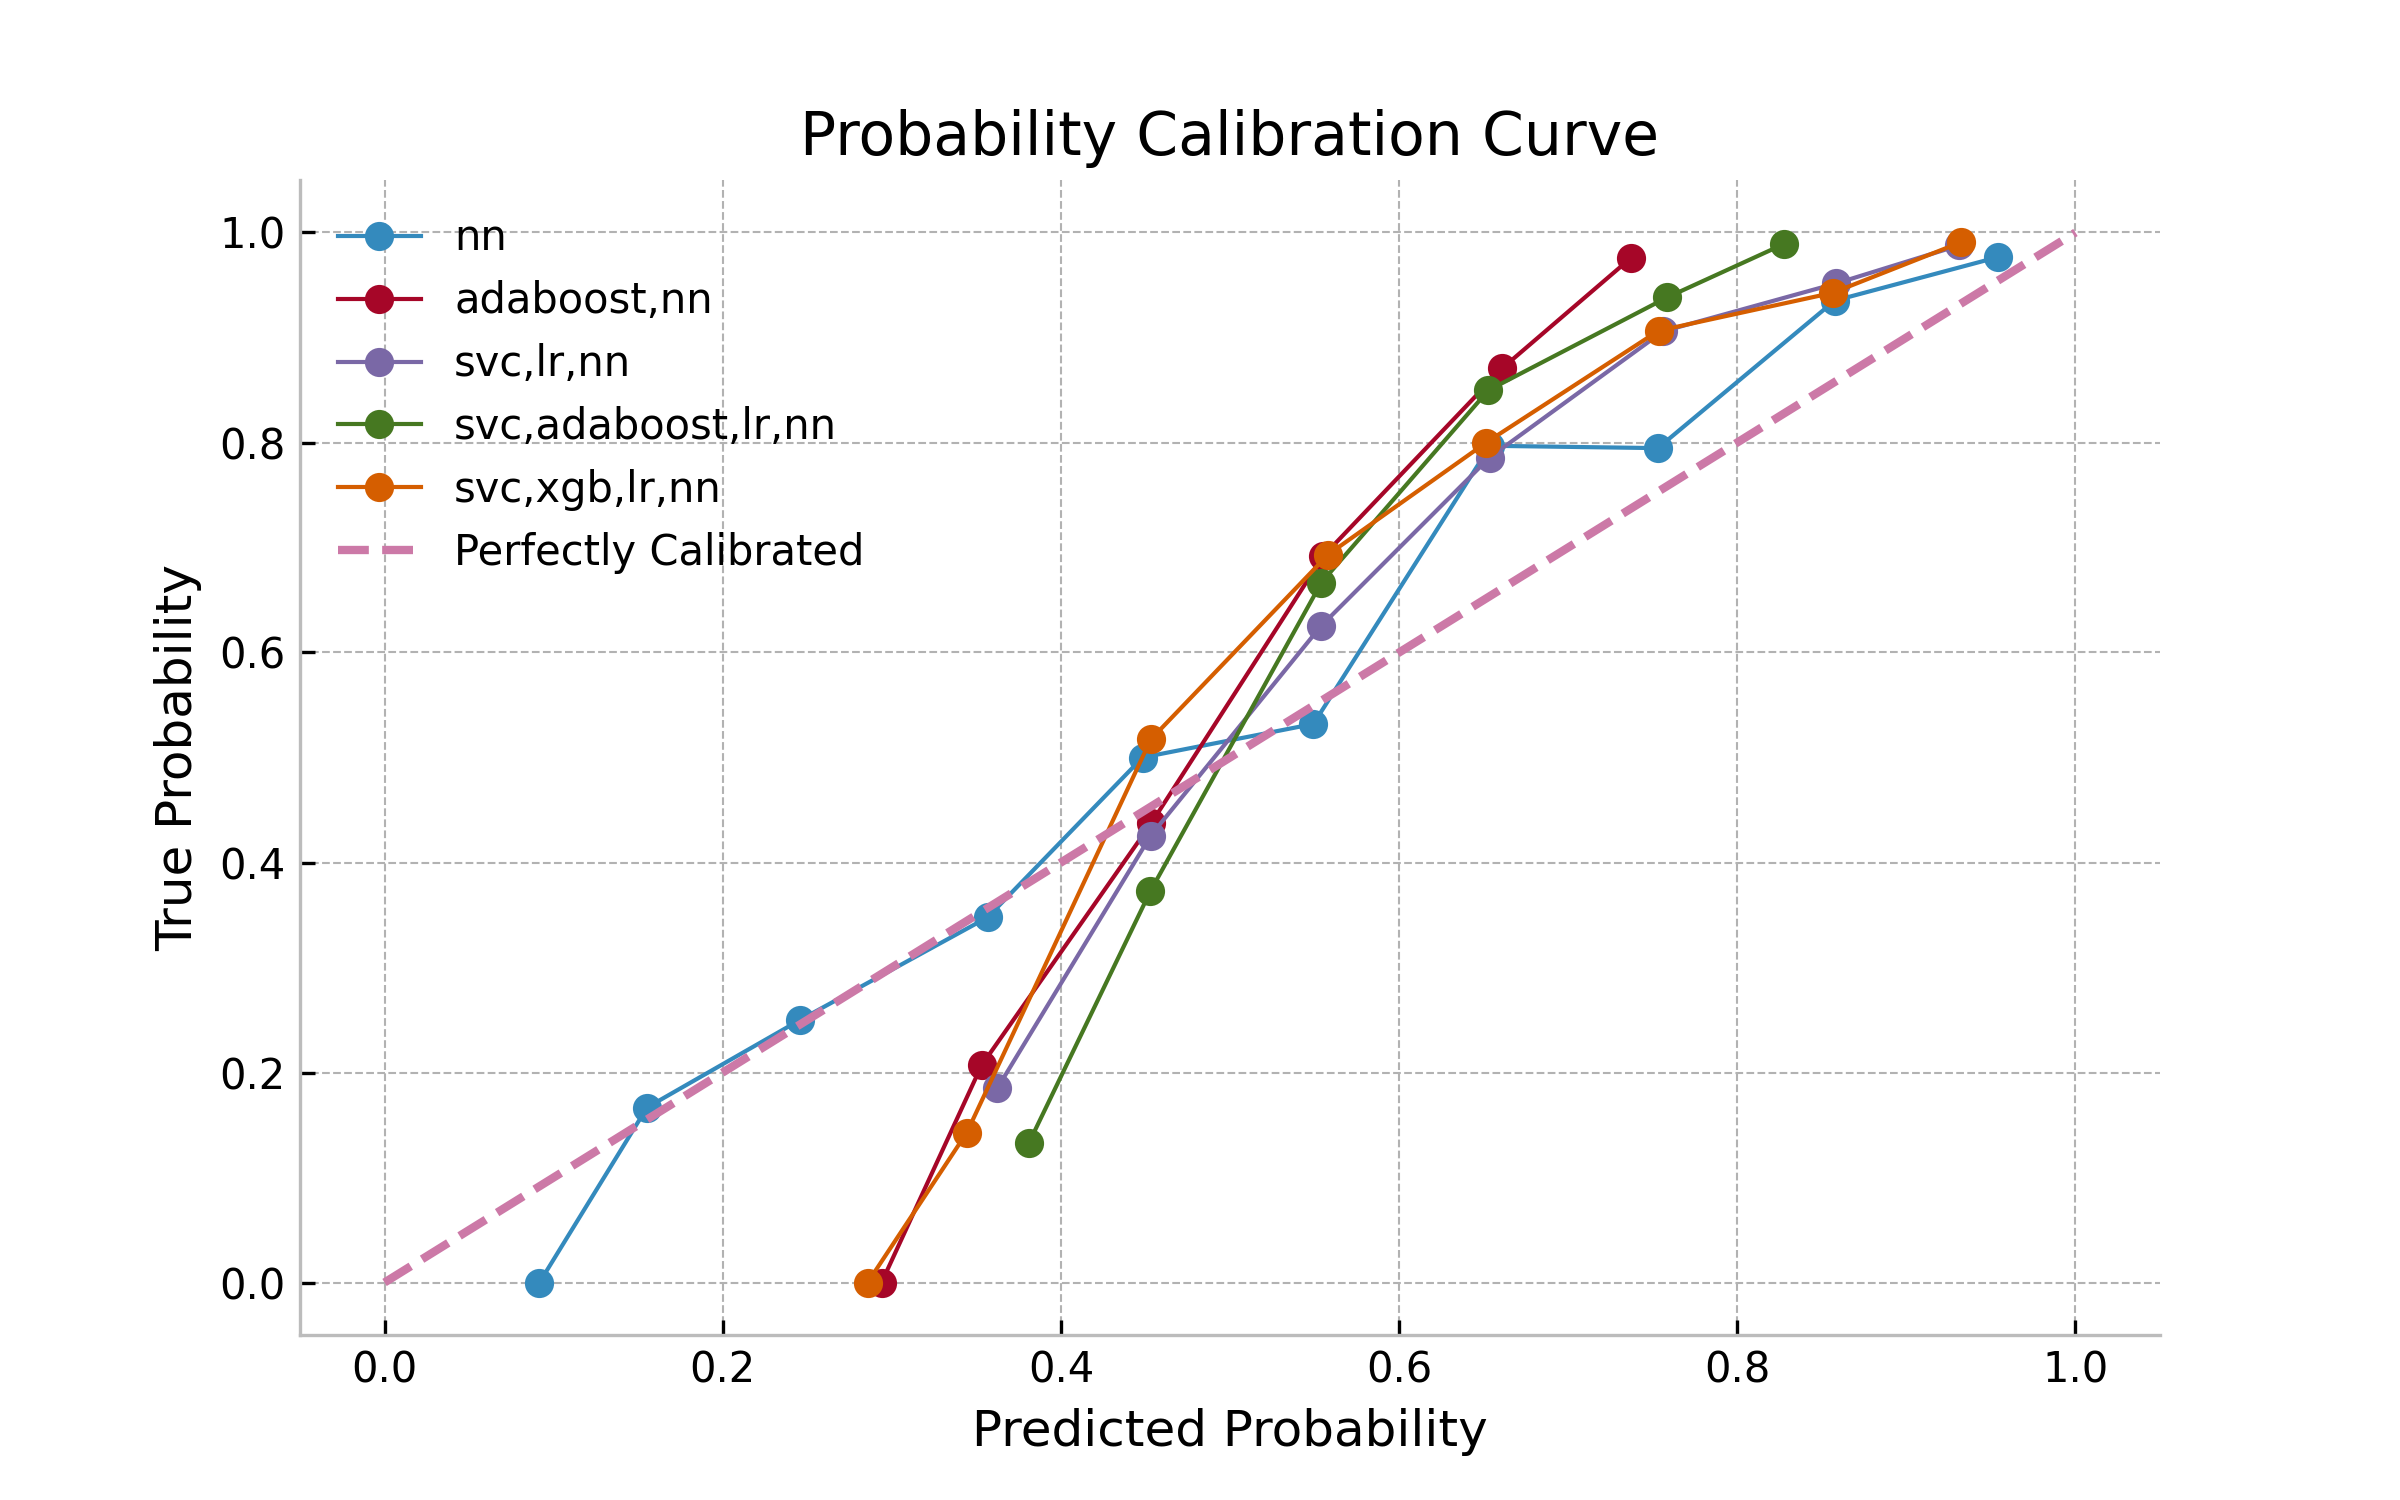 Probability Calibration Curve
nn
adaboost,nn
svc,lr,nn
svc,adaboost,lr,nn
svc,xgb,lr,nn
Perfectly Calibrated
True Probability
1.0
0.8
0.6
0.4
0.2
0.0
0.0 0.2 0.4 0.6 0.8 1.0
Predicted Probability